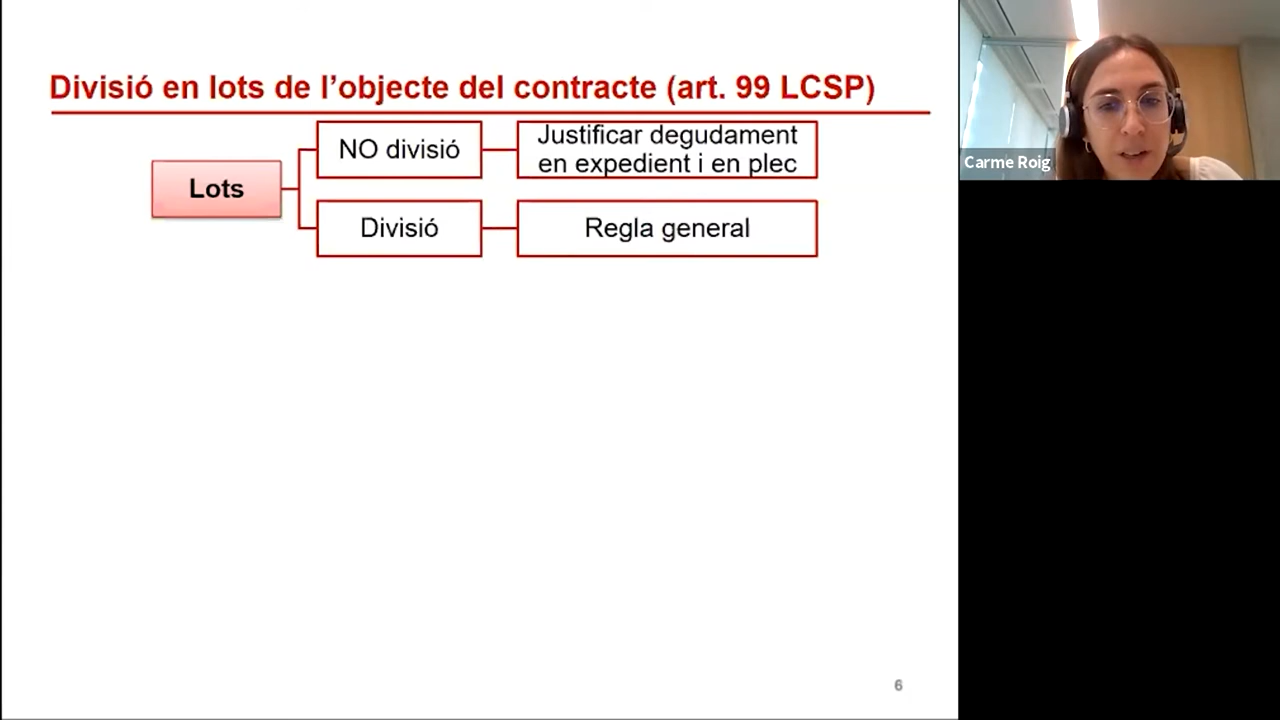 Divisió en lots de l’objecte del contracte (art. 99 LCSP)
Lots
NO divisió
Justificar degudament
en expedient i en plec
Divisió
Regla general
6
Carme Roig